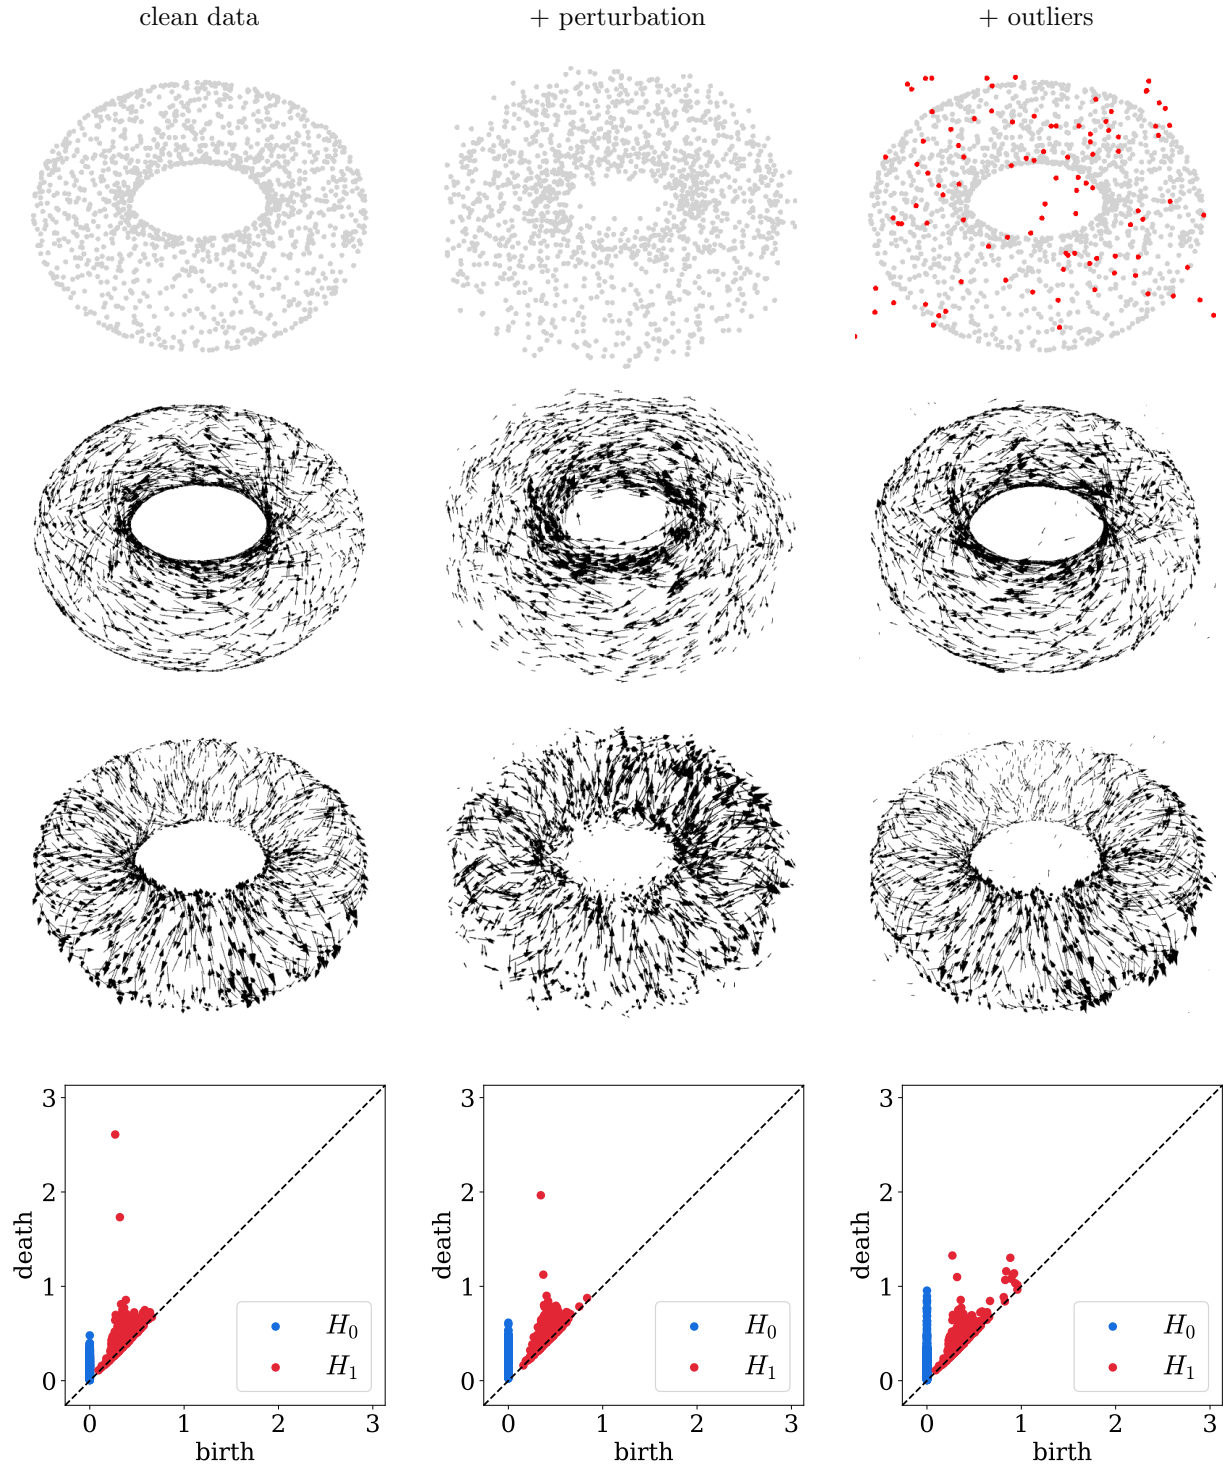 clean data
+ perturbation
+ outliers
3
2
1
0
death
0 1 2 3
birth
H0
H1
3
2
1
0
death
0 1 2 3
birth
H0
H1
3
2
1
0
death
0 1 2 3
birth
H0
H1